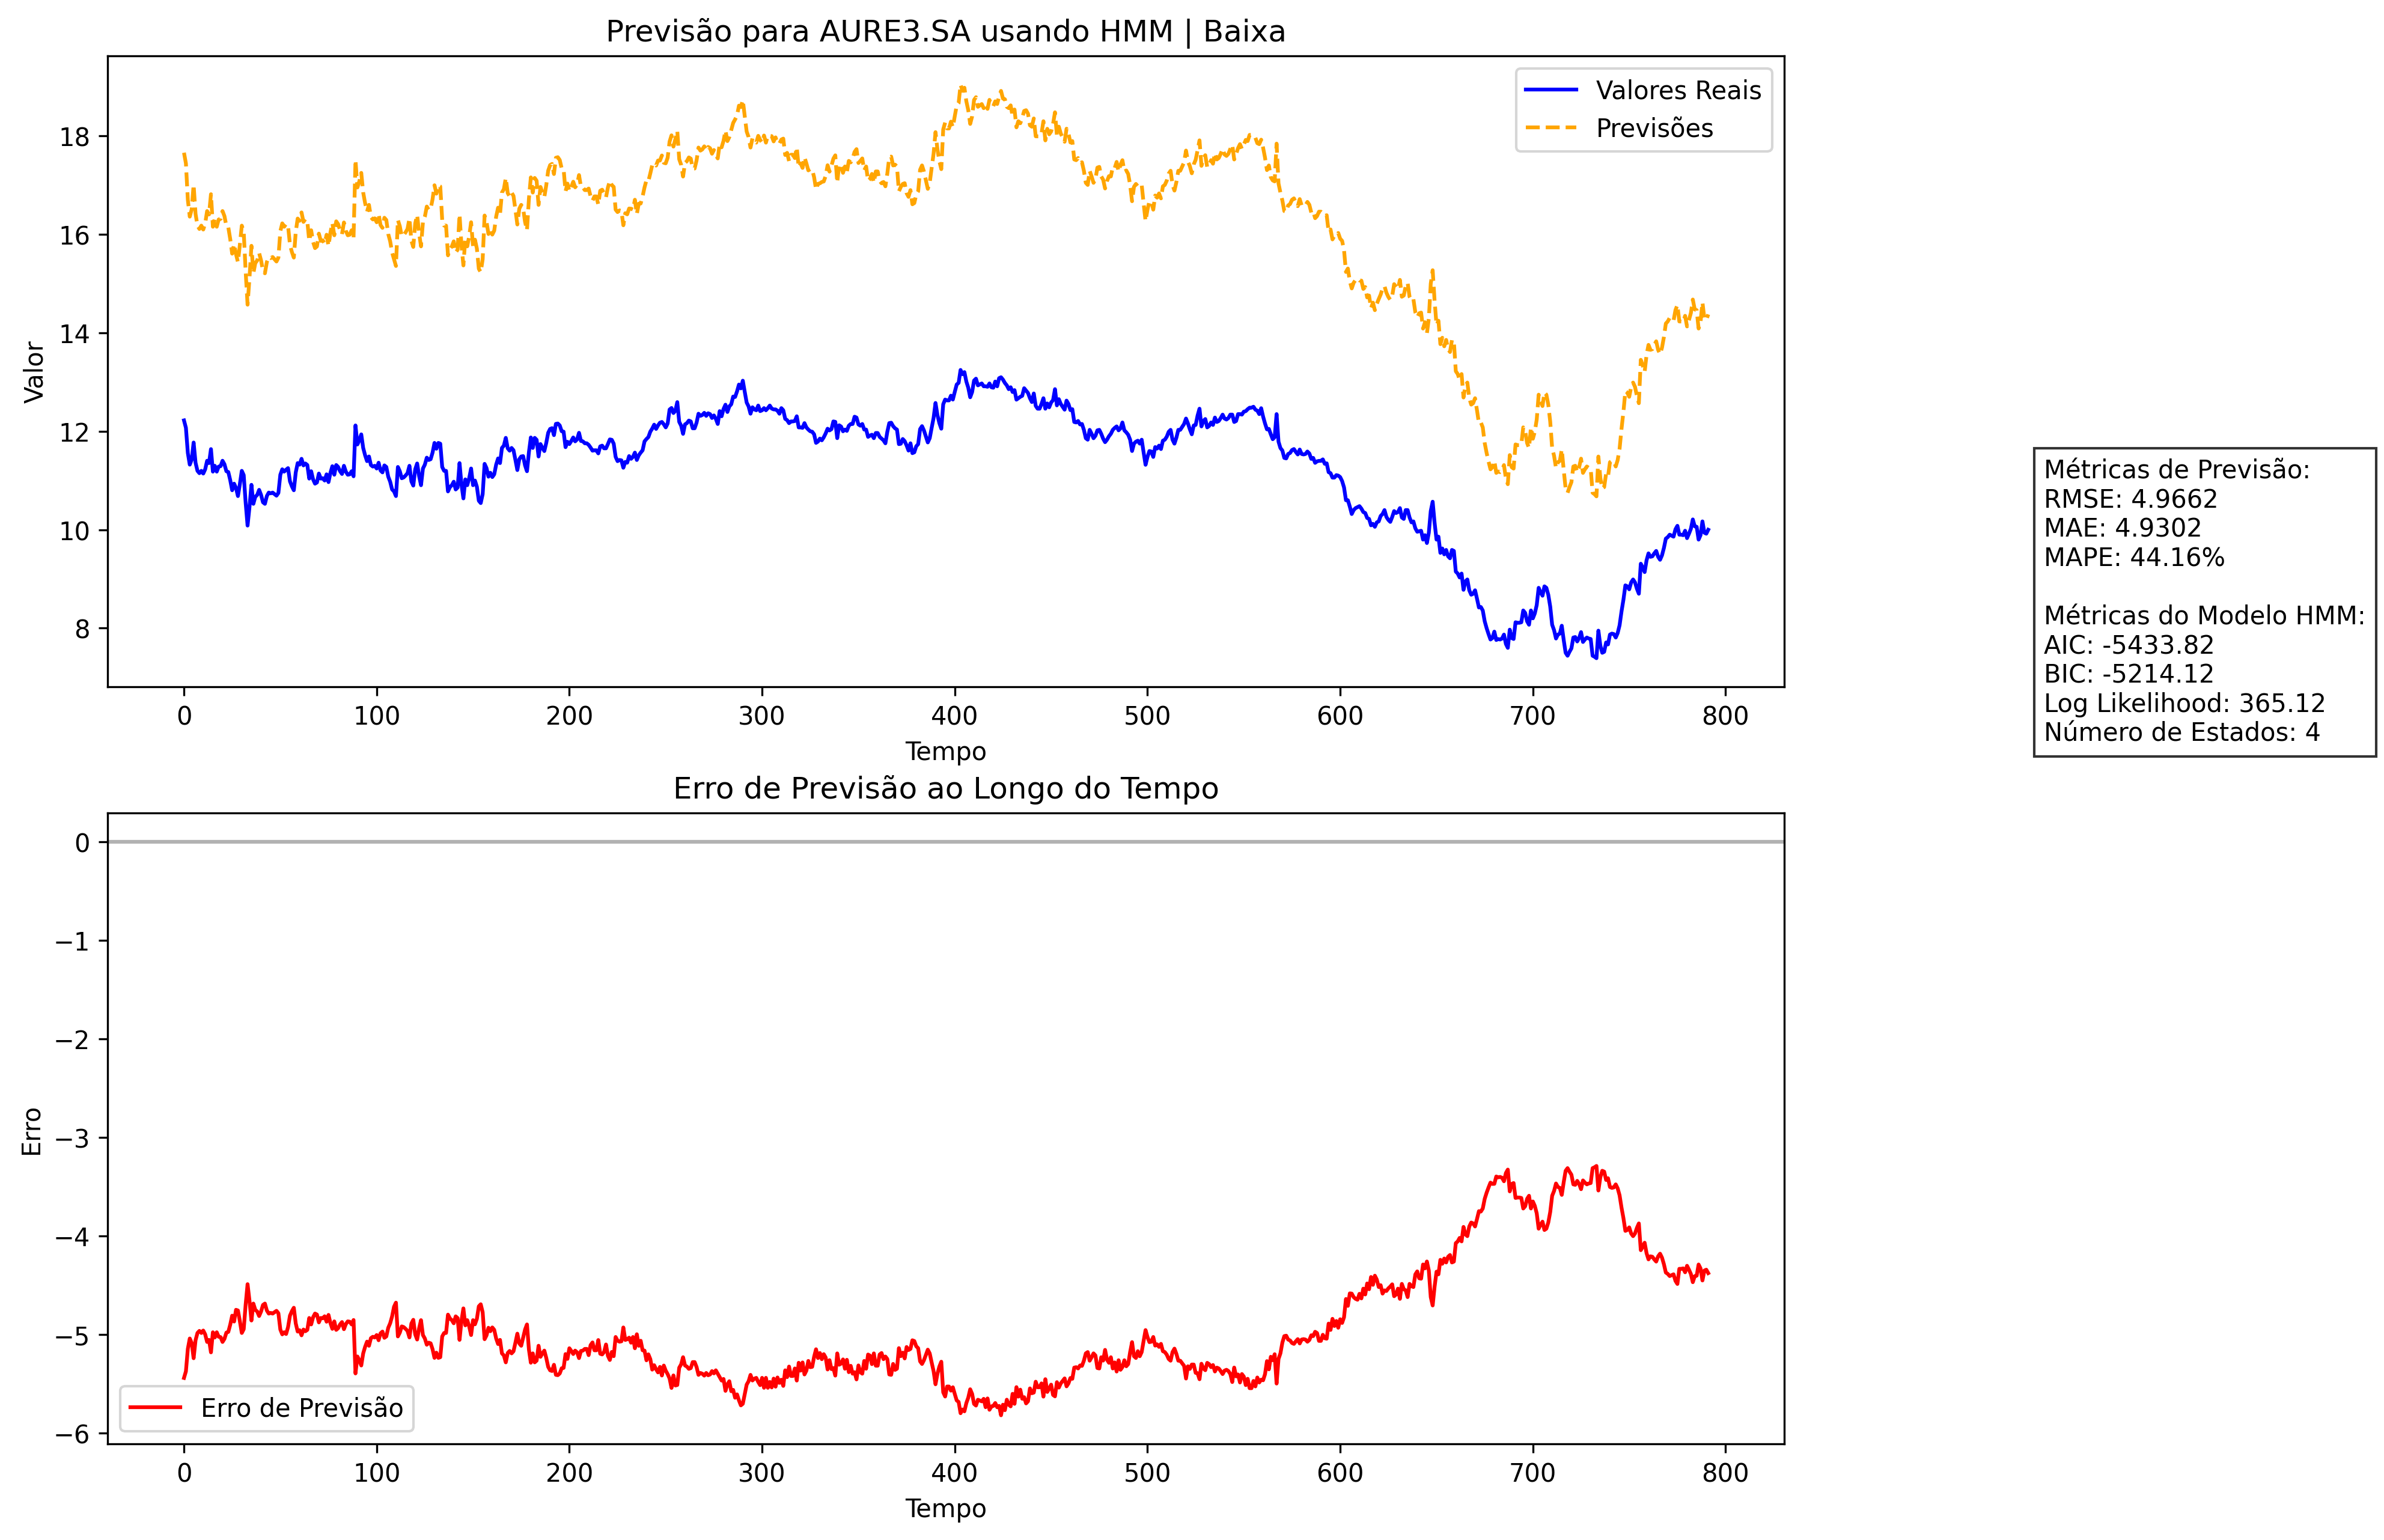 Previsão para AURE3.SA usando HMM | Baixa
Valores Reais
Previsões
Valor
18
16
14
12
10
8
0 100 200 300 400 500 600 700 800
Tempo
Métricas de Previsão:
RMSE: 4.9662
MAE: 4.9302
MAPE: 44.16%
Métricas do Modelo HMM:
AIC: -5433.82
BIC: -5214.12
Log Likelihood: 365.12
Número de Estados: 4
Erro de Previsão ao Longo do Tempo
Erro
0
−1
−2
−3
−4
−5
−6
Erro de Previsão
0 100 200 300 400 500 600 700 800
Tempo